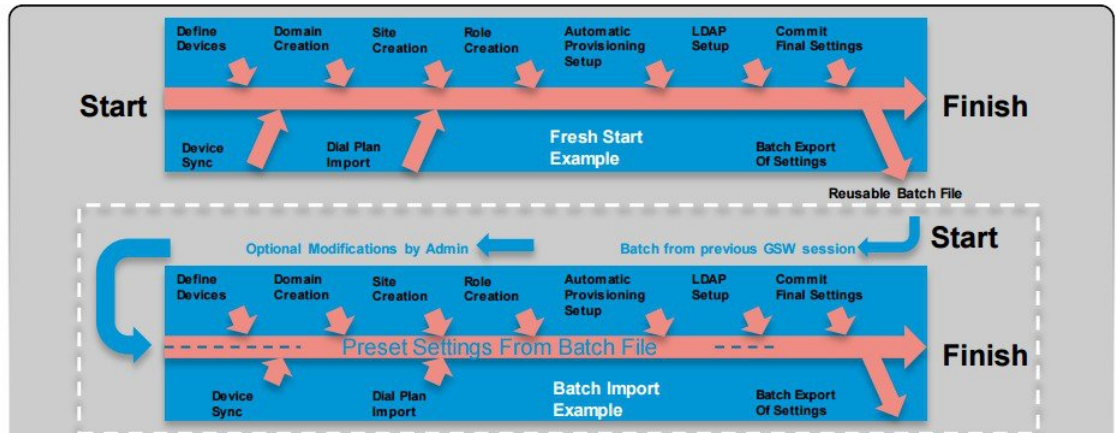 Define
Devices
Domain
Creation
Site
Creation
Role
Creation
Automatic
Provisioning
Setup
LDAP
Setup
Commit
Final Settings
Start
Finish
Device
Sync
Dial Plan
Import
Fresh Start
Example
Batch Export
Of Settings
Reusable Batch File
Start
Optional Modifications by Admin
Batch from previous GSW session
Define
Devices
Domain
Creation
Site
Creation
Role
Creation
Automatic
Provisioning
Setup
LDAP
Setup
Commit
Final Settings
Preset Settings From Batch File
Finish
Device
Sync
Dial Plan
Import
Batch Import
Example
Batch Export
Of Settings